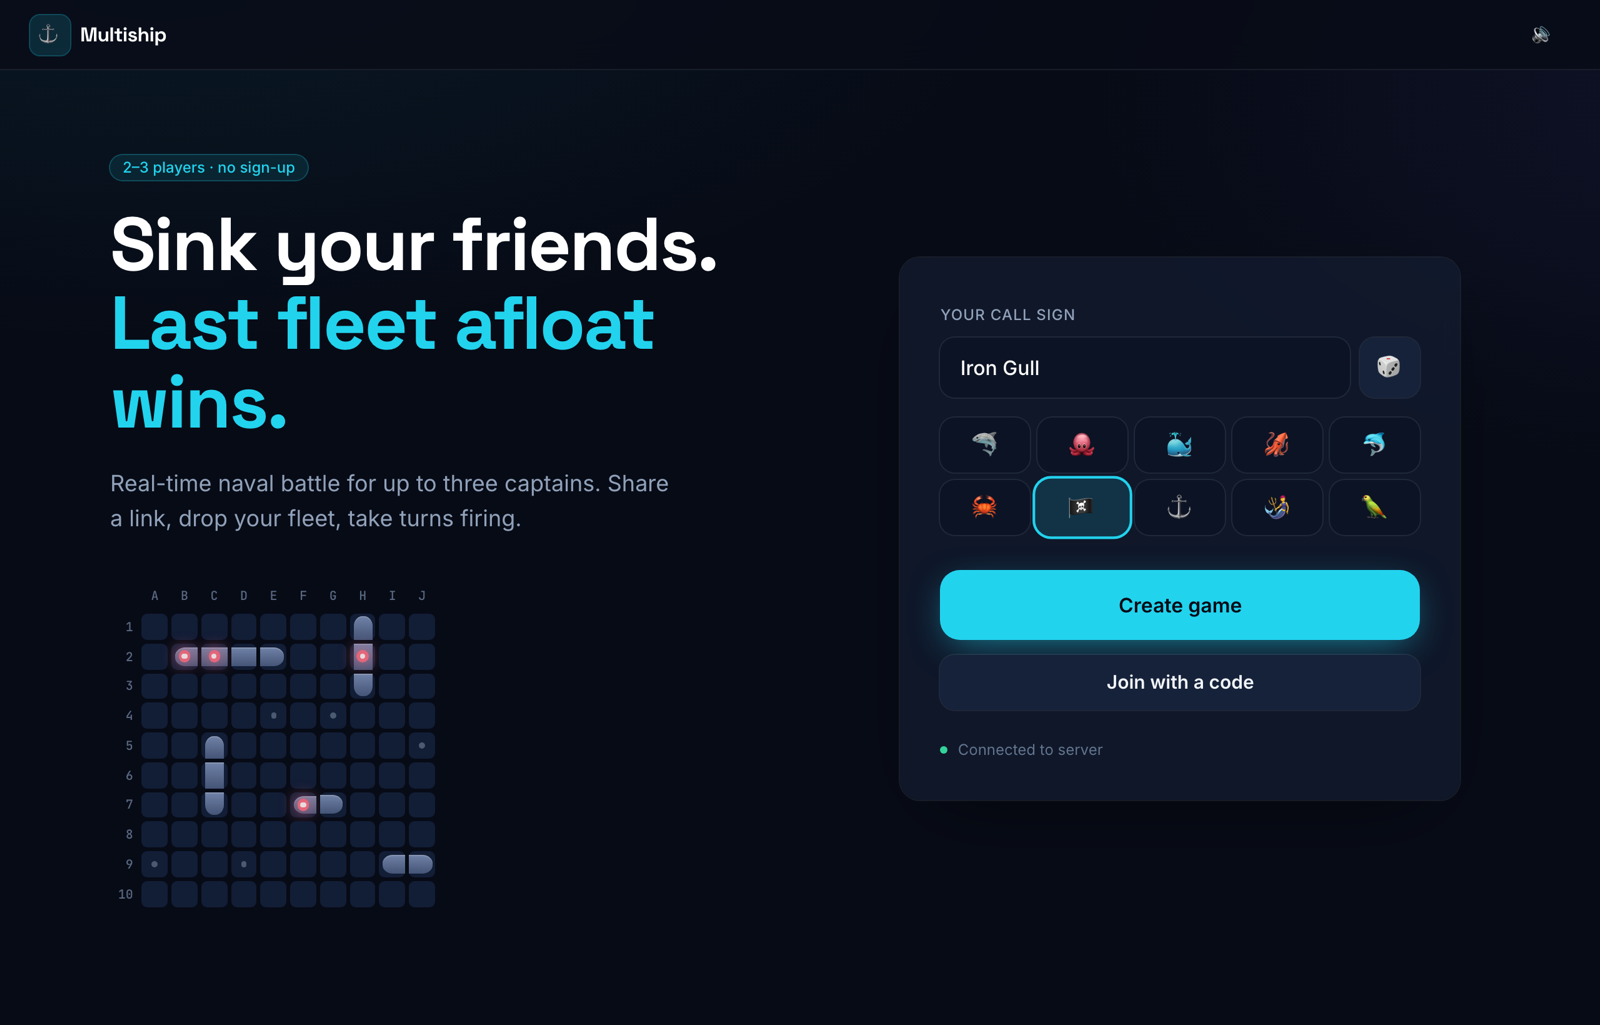 Multiship
2–3 players · no sign-up
Sink your friends.
Last fleet afloat
wins.
Real-time naval battle for up to three captains. Share
a link, drop your fleet, take turns firing.
A B C D E F G H I J
1
2
3
4
5
6
7
8
9
10
YOUR CALL SIGN
Iron Gull
Create game
Join with a code
Connected to server